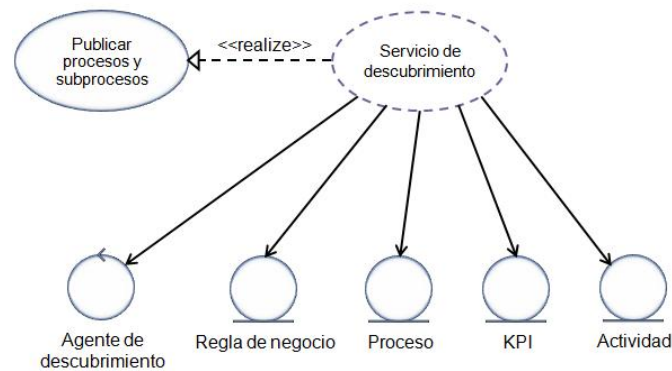 Publicar
procesos y
subprocesos
<<realize>>
Servicio de
descubrimiento
Agente de
descubrimiento
Regla de negocio
Proceso
KPI
Actividad